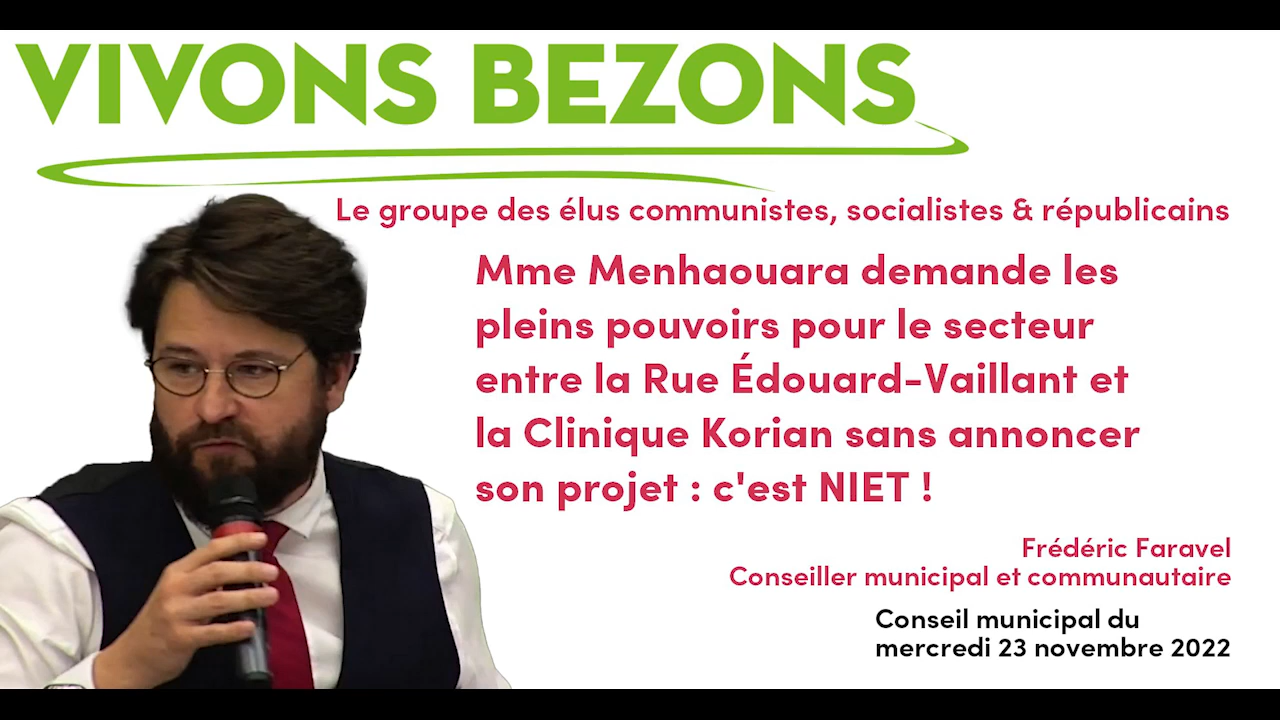 VIVONS BEZONS
Le groupe des élus communistes, socialistes & républicains
Mme Menhaouara demande les
pleins pouvoirs pour le secteur
entre la Rue Édouard-Vaillant et
la Clinique Korian sans annoncer
son projet : c'est NIET !
Frédéric Faravel
Conseiller municipal et communautaire
Conseil municipal du
mercredi 23 novembre 2022